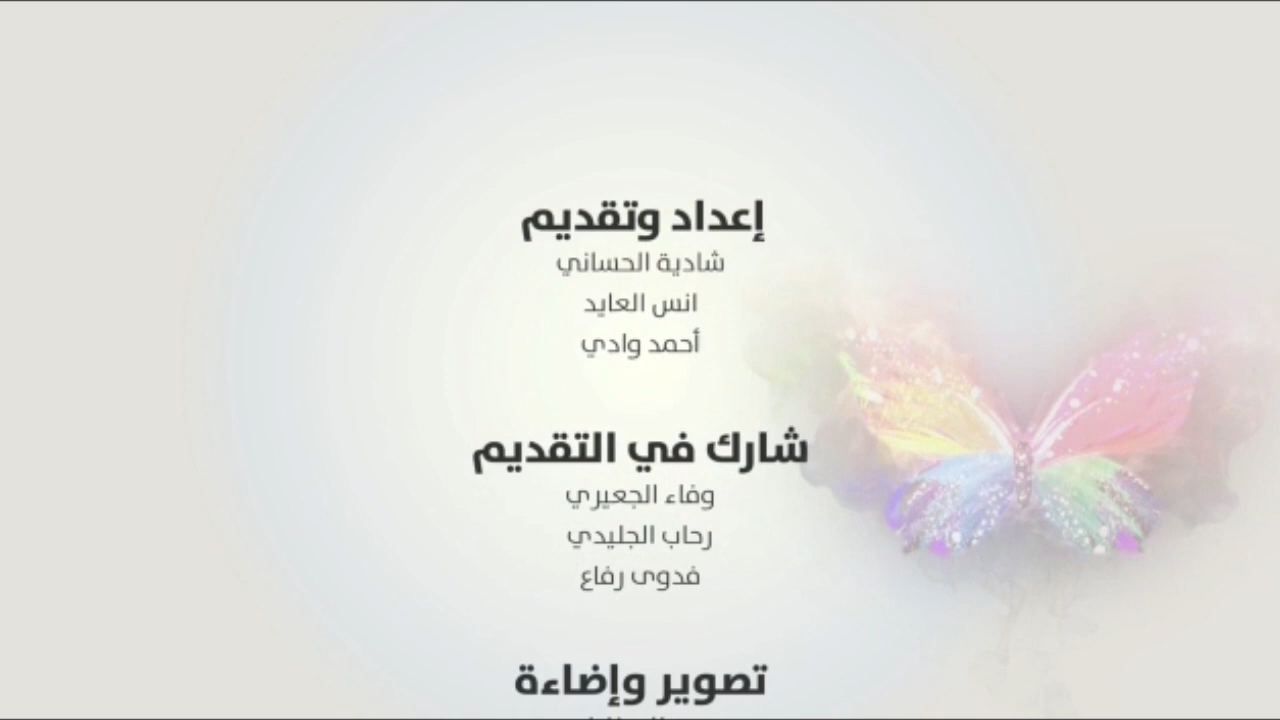 إعداد وتقديم
شادية الحساني
انس العايد
أحمد وادي
شارك في التقديم
وفاء الجعيري
رحاب الجليدي
فدوى رفاع
تصوير وإضاءة